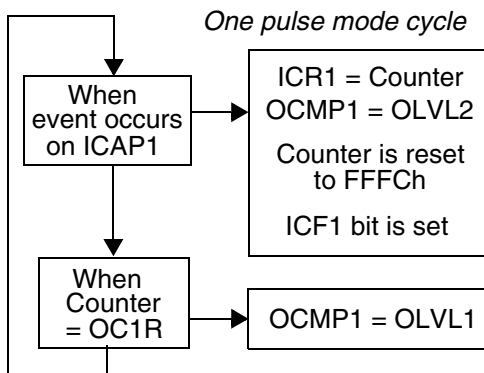 One pulse mode cycle
When
event occurs
on ICAP1
ICR1 = Counter
OCMP1 = OLVL2
Counter is reset
to FFFCh
ICF1 bit is set
When
Counter
= OC1R
OCMP1 = OLVL1